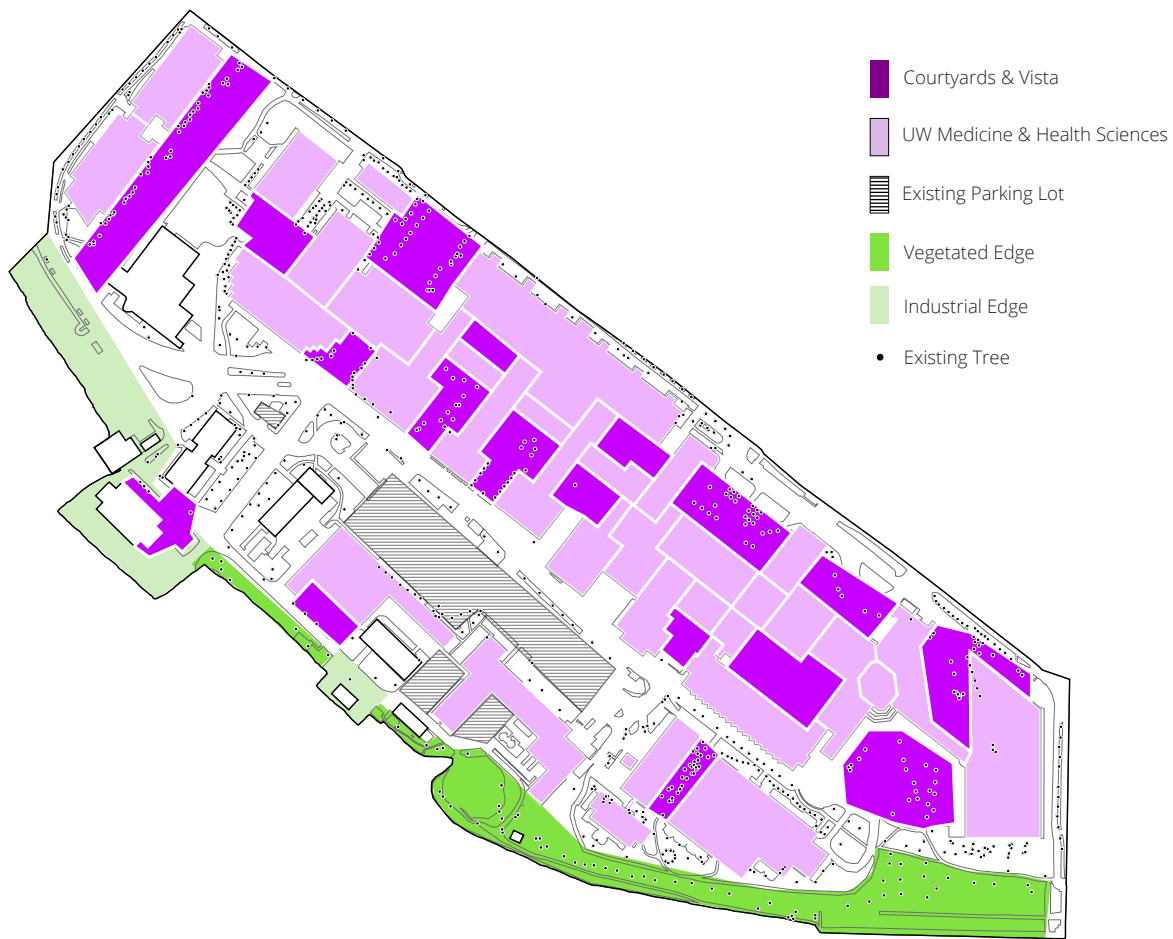 Courtyards & Vista
UW Medicine & Health Sciences
Existing Parking Lot
Vegetated Edge
Industrial Edge
Existing Tree